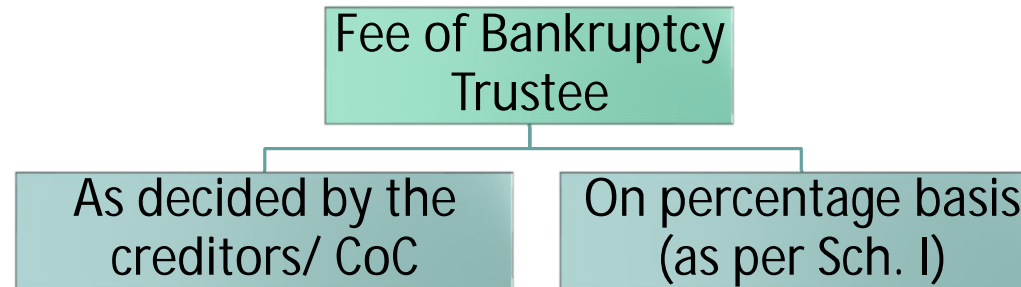 Fee of Bankruptcy
Trustee
As decided by the
creditors/ CoC
On percentage basis
(as per Sch. I)